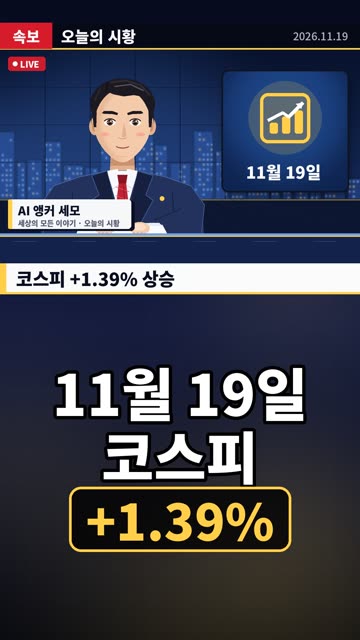 속보 오늘의 시황 2026.11.19
LIVE
11월 19일
AI 앵커 세모
세상의 모든 이야기 · 오늘의 시황
코스피 +1.39% 상승
11월 19일
코스피
+1.39%